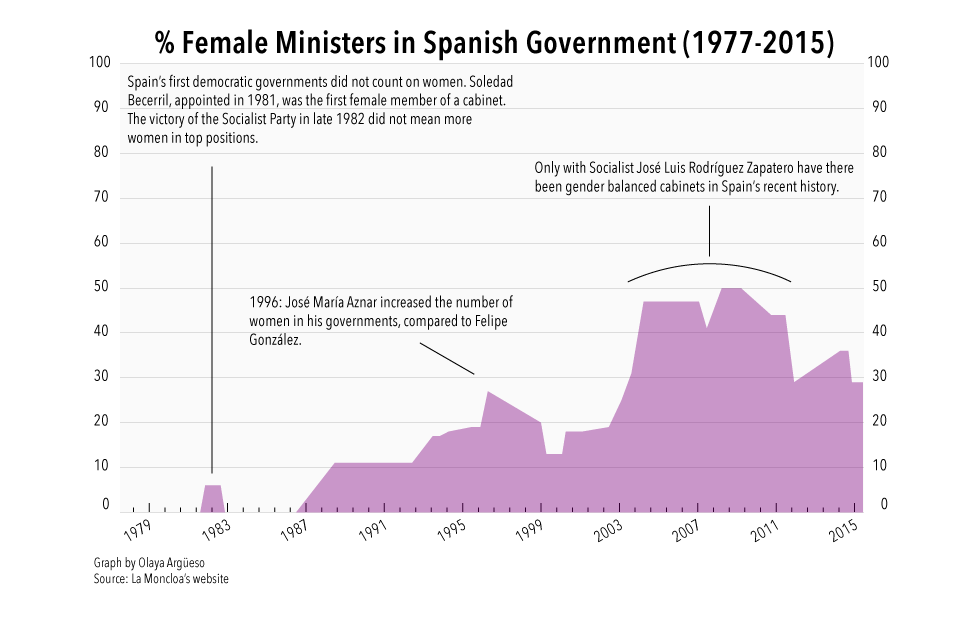 % Female Ministers in Spanish Government (1977-2015)
100 100
Spain's first democratic governments did not count on women. Soledad
Becerril, appointed in 1981, was the first female member of a cabinet.
The victory of the Socialist Party in late 1982 did not mean more
women in top positions.
90 90
80 80
Only with Socialist José Luis Rodríguez Zapatero have there
been gender balanced cabinets in Spain's recent history.
70 70
60 60
50 50
1996: José María Aznar increased the number of
women in his governments, compared to Felipe
González.
40 40
30 30
20 20
10 10
0 0
1979 1983 1987 1991 1995 1999 2003 2007 2011 2015
Graph by Olaya Argüeso
Source: La Moncloa's website